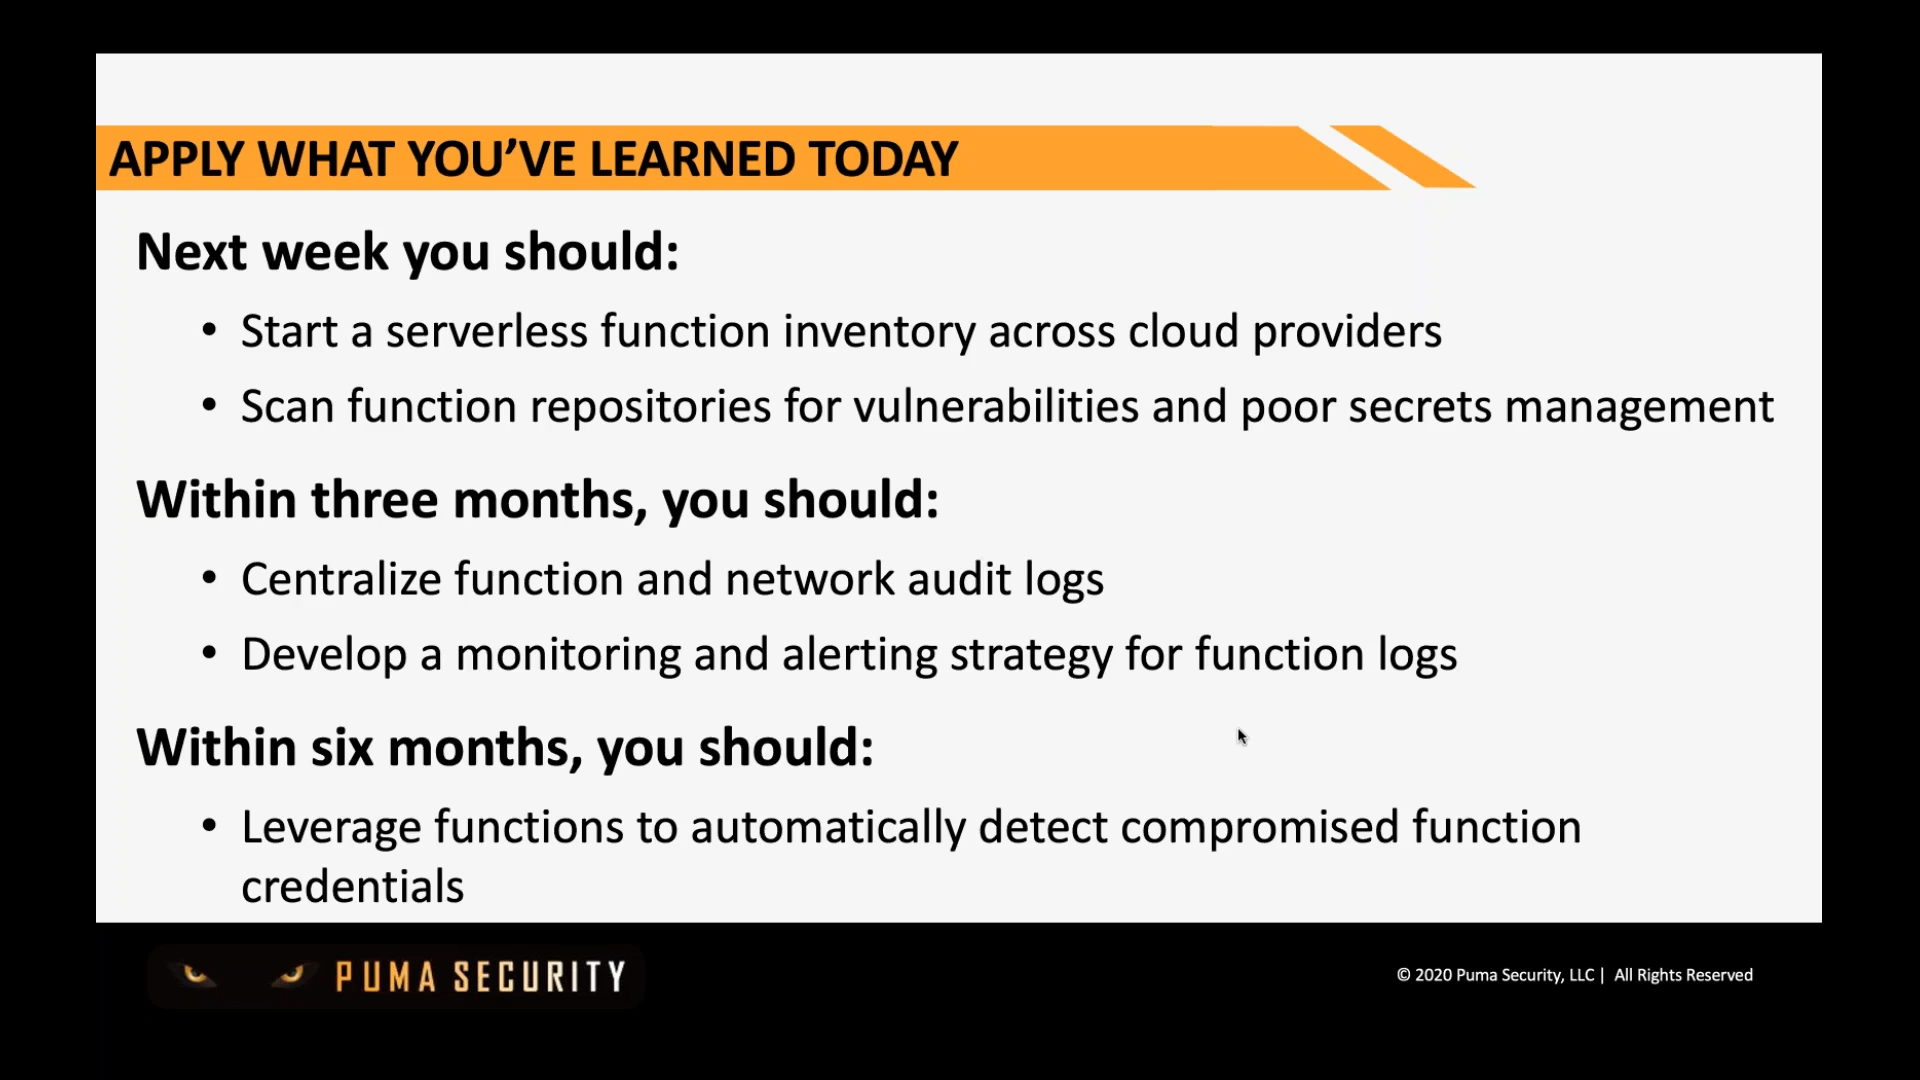 APPLY WHAT YOU’VE LEARNED TODAY
Next week you should:
• Start a serverless function inventory across cloud providers
• Scan function repositories for vulnerabilities and poor secrets management
Within three months, you should:
• Centralize function and network audit logs
• Develop a monitoring and alerting strategy for function logs
Within six months, you should:
• Leverage functions to automatically detect compromised function
credentials
PUMA SECURITY
© 2020 Puma Security, LLC | All Rights Reserved